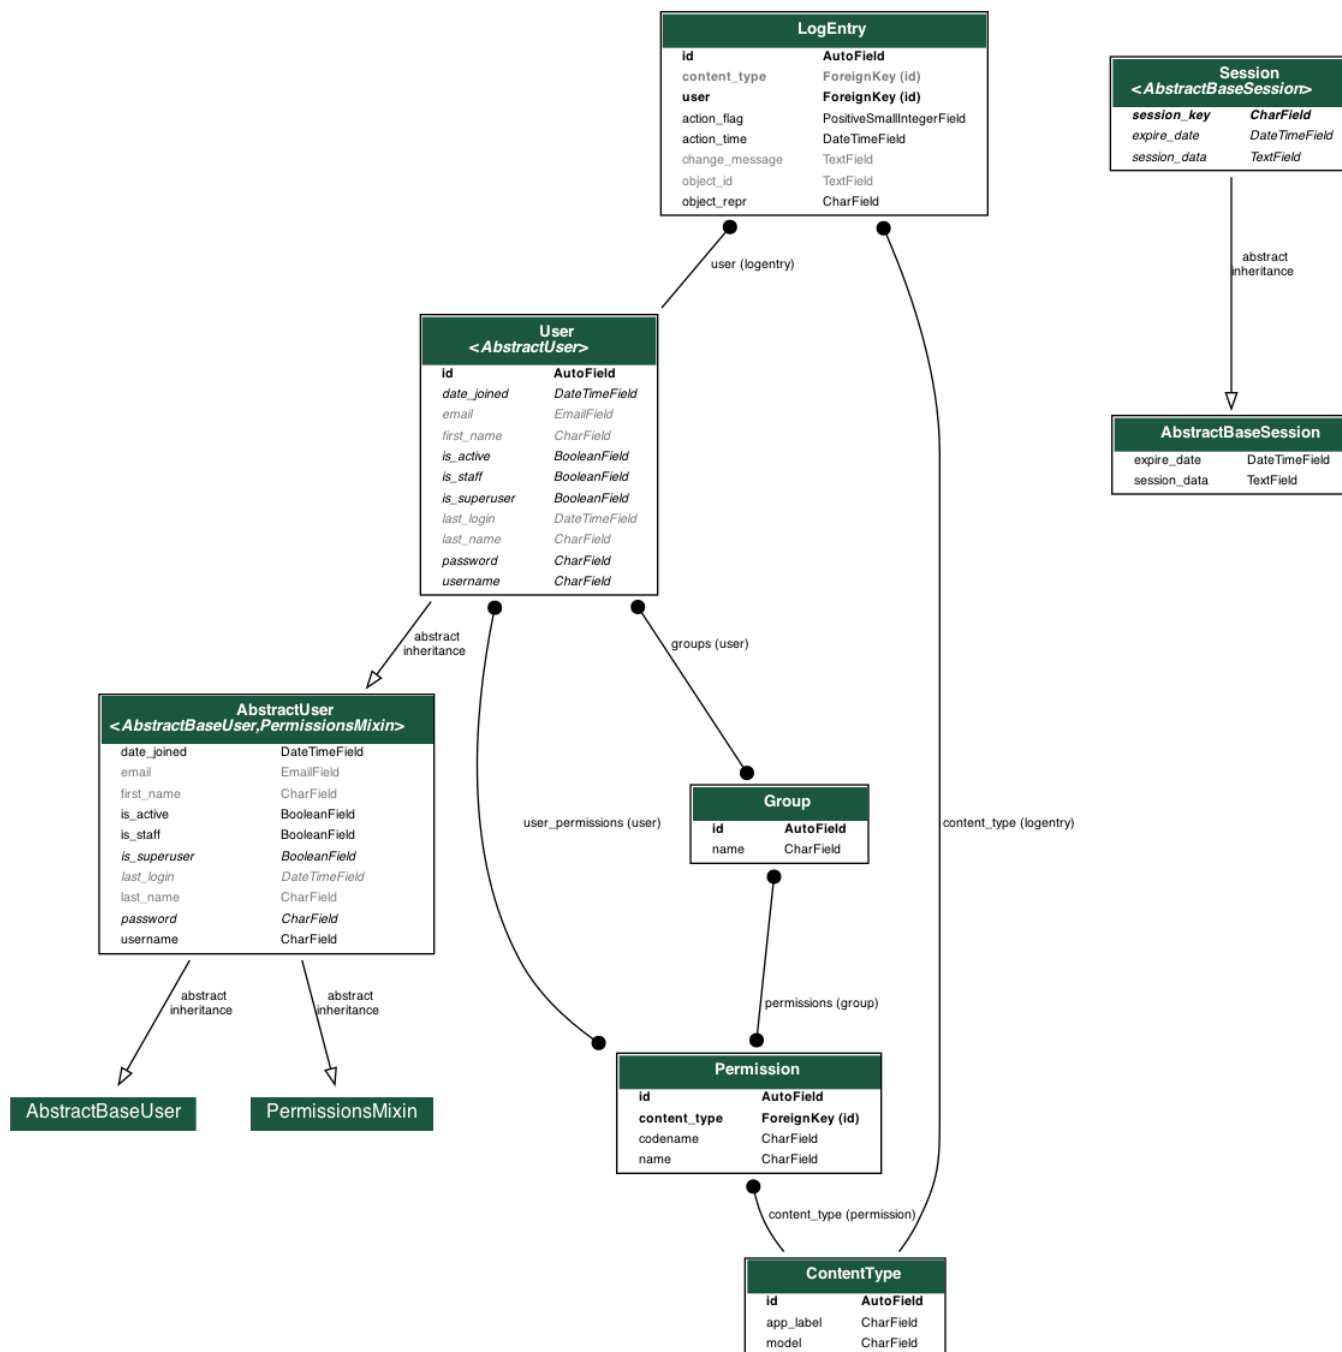 LogEntry
id AutoField
content_type ForeignKey (id)
user ForeignKey (id)
action_flag PositiveSmallIntegerField
action_time DateTimeField
change_message TextField
object_id TextField
object_repr CharField
Session
<AbstractBaseSession>
session_key CharField
expire_date DateTimeField
session_data TextField
user (logentry)
abstract
inheritance
User
<AbstractUser>
id AutoField
date_joined DateTimeField
email EmailField
first_name CharField
is_active BooleanField
is_staff BooleanField
is_superuser BooleanField
last_login DateTimeField
last_name CharField
password CharField
username CharField
AbstractBaseSession
expire_date DateTimeField
session_data TextField
abstract
inheritance
groups (user)
AbstractUser
<AbstractBaseUser,PermissionsMixin>
date_joined DateTimeField
email EmailField
first_name CharField
is_active BooleanField
is_staff BooleanField
is_superuser BooleanField
last_login DateTimeField
last_name CharField
password CharField
username CharField
user_permissions (user)
Group
id AutoField
name CharField
content_type (logentry)
abstract
inheritance
abstract
inheritance
permissions (group)
AbstractBaseUser
PermissionsMixin
Permission
id AutoField
content_type ForeignKey (id)
codename CharField
name CharField
content_type (permission)
ContentType
id AutoField
app_label CharField
model CharField